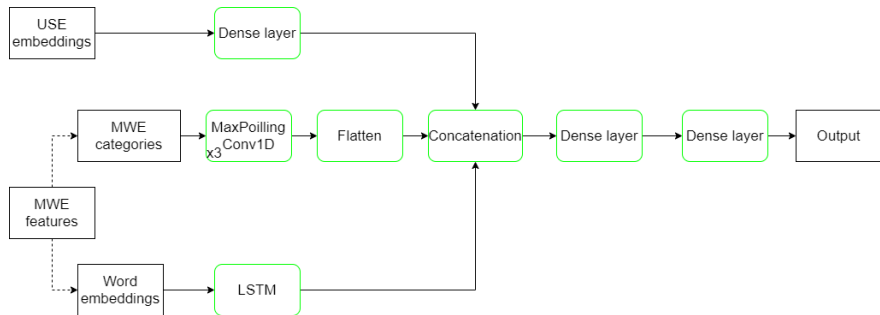 USE
embeddings
Dense layer
MWE
categories
MaxPoilling
Conv1D
x3
Flatten
Concatenation
Dense layer
Dense layer
Output
MWE
features
Word
embeddings
LSTM